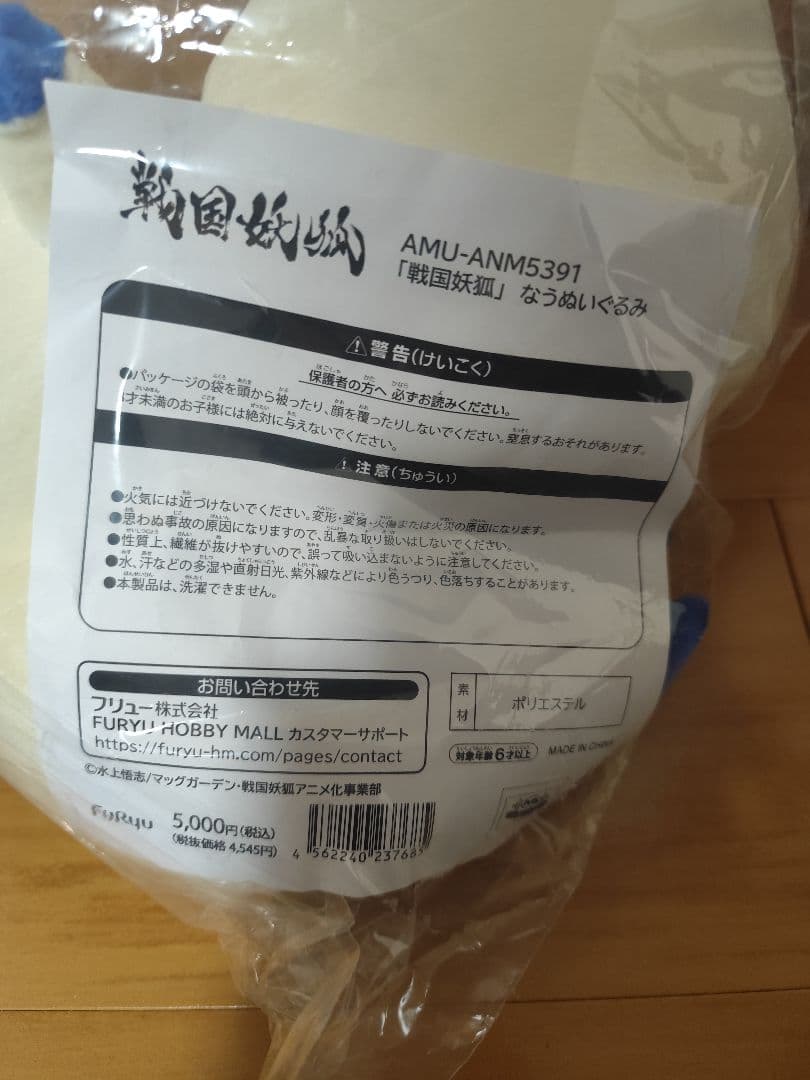 戦国妖狐
AMU-ANM5391
「戦国妖狐」なうぬいぐるみ
警告(けいこく)
保護者の方へ 必ずお読みください。
●パッケージの袋を頭から被ったり、顔を覆ったりしないでください。窒息するおそれがあります。
才未満のお子様には絶対に与えないでください。
注意(ちゅうい)
●火気には近づけないでください。変形・変質・火傷または火災の原因になります。
●思わぬ事故の原因になりますので、乱暴な取り扱いはしないでください。
●性質上、繊維が抜けやすいので、誤って吸い込まないように注意してください。
●水、汗などの多湿や直射日光、紫外線などにより色うつり、色落ちすることがあります。
●本製品は、洗濯できません。
お問い合わせ先
フリュー株式会社
FURYU HOBBY MALL カスタマーサポート
https://furyu-hm.com/pages/contact
素材 ポリエステル
対象年齢6才以上 MADE IN CHINA
©水上悟志/マッグガーデン・戦国妖狐アニメ化事業部
FURYU 5,000円(税込)
(税抜価格 4,545円)
4 562240 237685